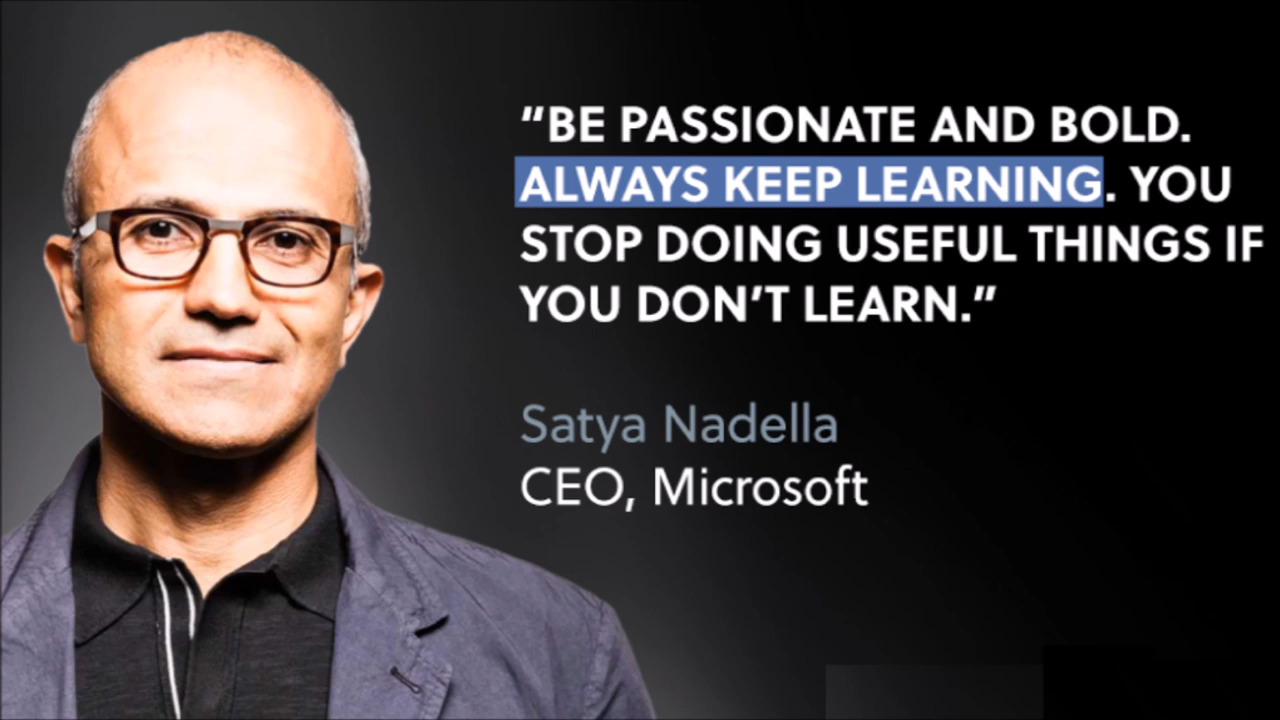 “BE PASSIONATE AND BOLD.
ALWAYS KEEP LEARNING. YOU
STOP DOING USEFUL THINGS IF
YOU DON’T LEARN.”
Satya Nadella
CEO, Microsoft